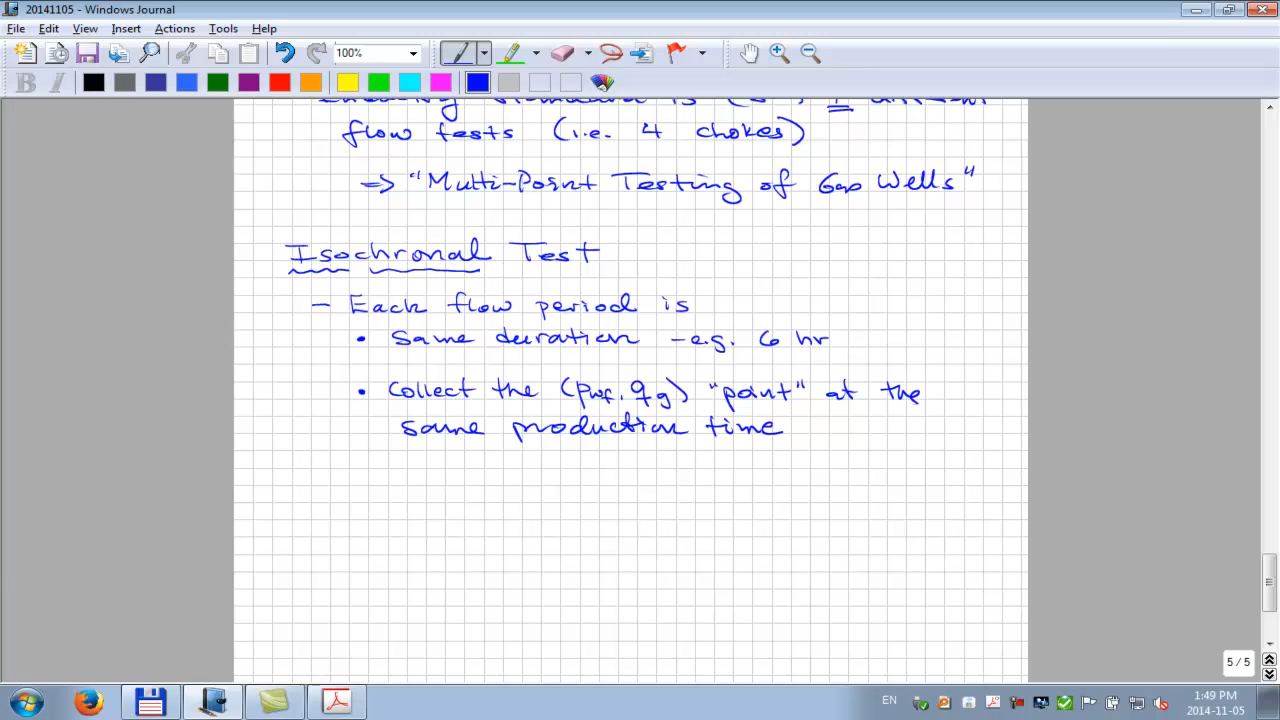 20141105 - Windows Journal
File Edit View Insert Actions Tools Help
100%
is
flow tests (i.e. 4 chokes)
=> "Multi-Point Testing of Gas Wells"
Isochronal Test
- Each flow period is
• Same duration - e.g. 6 hr
• Collect the (pwf, qg) "point" at the
same production time
5 / 5
EN
1:49 PM
2014-11-05